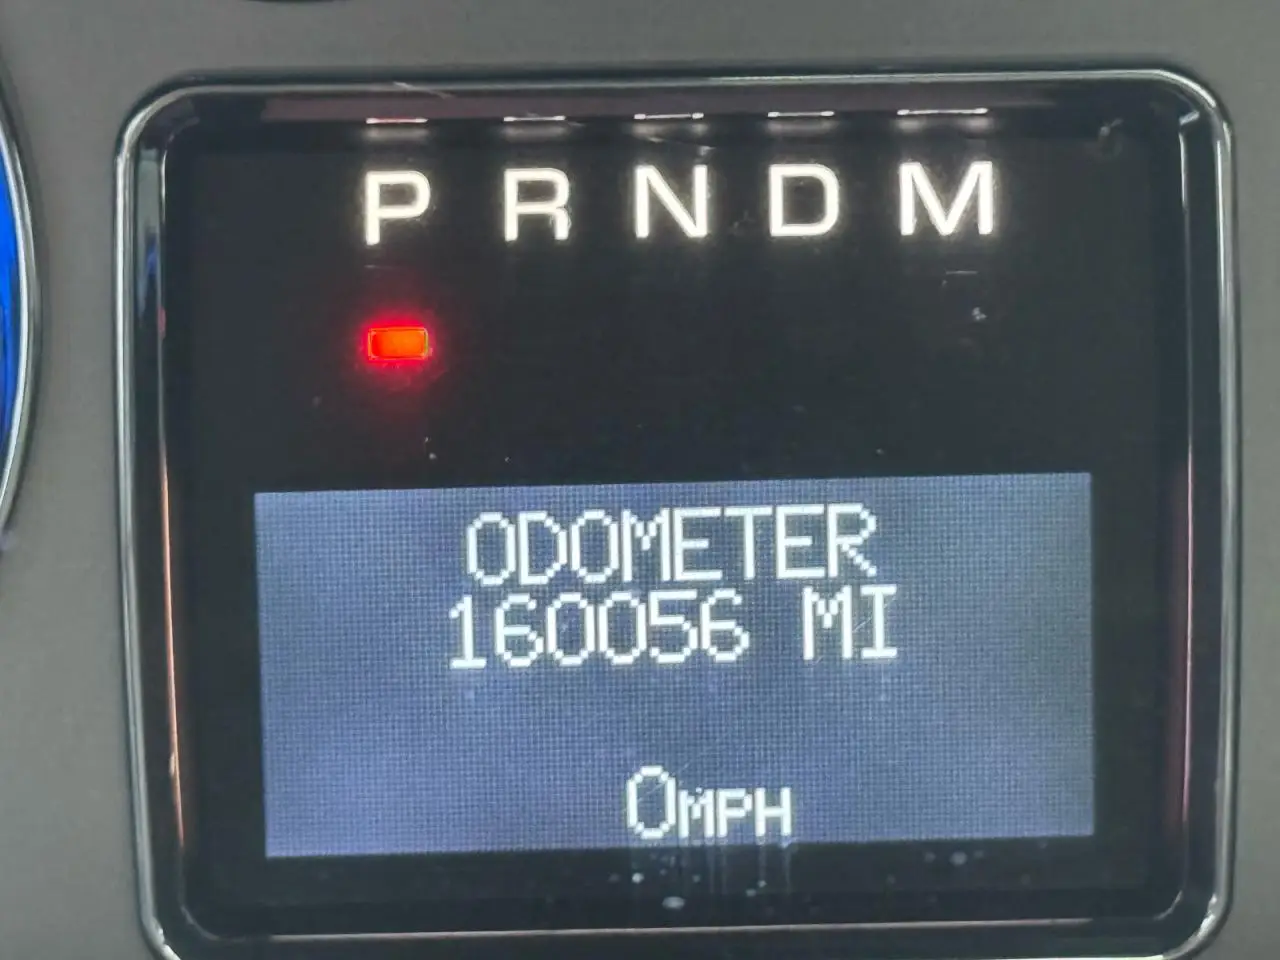 P R N D M
ODOMETER
160056 MI
0MPH